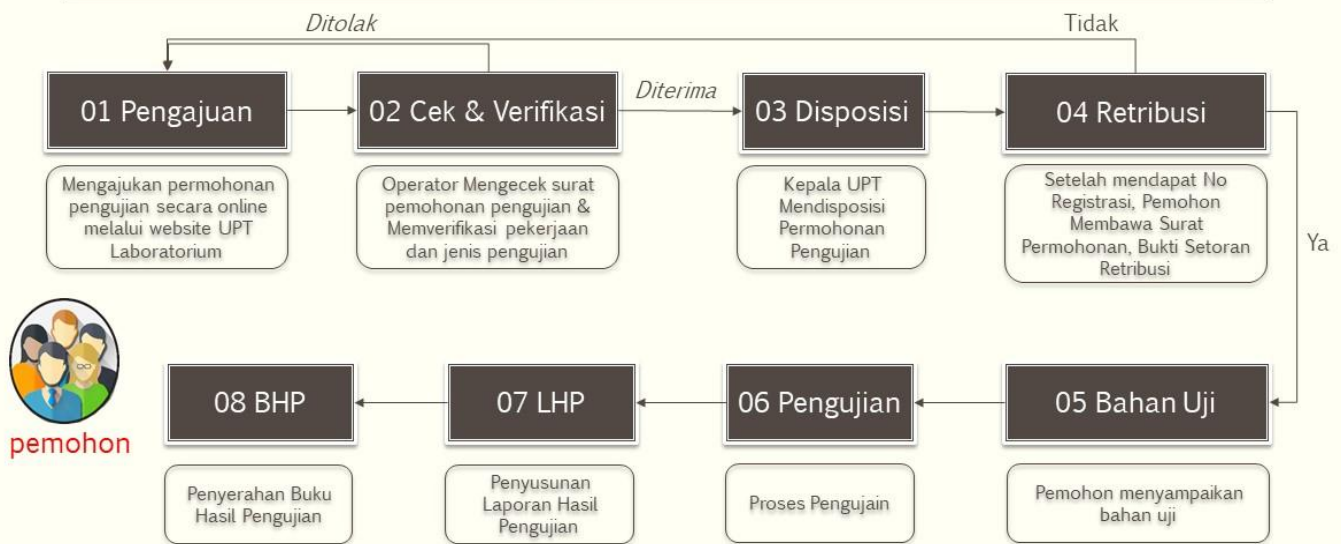 Ditolak
Tidak
01 Pengajuan
02 Cek & Verifikasi
Diterima
03 Disposisi
04 Retribusi
Mengajukan permohonan
pengujian secara online
melalui website UPT
Laboratorium
Operator Mengecek surat
pemohonan pengujian &
Memverifikasi pekerjaan
dan jenis pengujian
Kepala UPT
Mendisposisi
Permohonan
Pengujian
Setelah mendapat No
Registrasi, Pemohon
Membawa Surat
Permohonan, Bukti Setoran
Retribusi
Ya
pemohon
08 BHP
07 LHP
06 Pengujian
05 Bahan Uji
Penyerahan Buku
Hasil Pengujian
Penyusunan
Laporan Hasil
Pengujian
Proses Pengujain
Pemohon menyampaikan
bahan uji